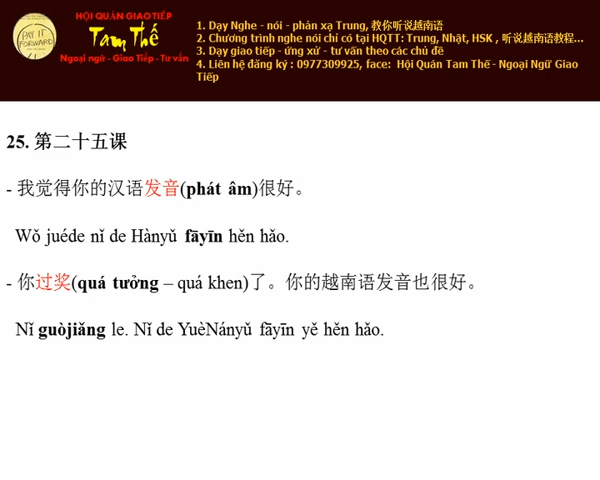 HỘI QUÁN GIAO TIẾP
PAY IT
FORWARD
Tam Thế
Ngoại ngữ - Giao Tiếp - Tư vấn
1. Dạy Nghe - nói - phản xạ Trung, 教你听说越南语
2. Chương trình nghe nói chỉ có tại HQTT: Trung, Nhật, HSK , 听说越南语教程...
3. Dạy giao tiếp - ứng xử - tư vấn theo các chủ đề
4. Liên hệ đăng ký : 0977309925, face: Hội Quán Tam Thế - Ngoại Ngữ Giao
Tiếp
25. 第二十五课
- 我觉得你的汉语发音(phát âm)很好。
Wǒ juéde nǐ de Hànyǔ fāyīn hěn hǎo.
- 你过奖(quá tưởng – quá khen)了。你的越南语发音也很好。
Nǐ guòjiǎng le. Nǐ de YuèNányǔ fāyīn yě hěn hǎo.